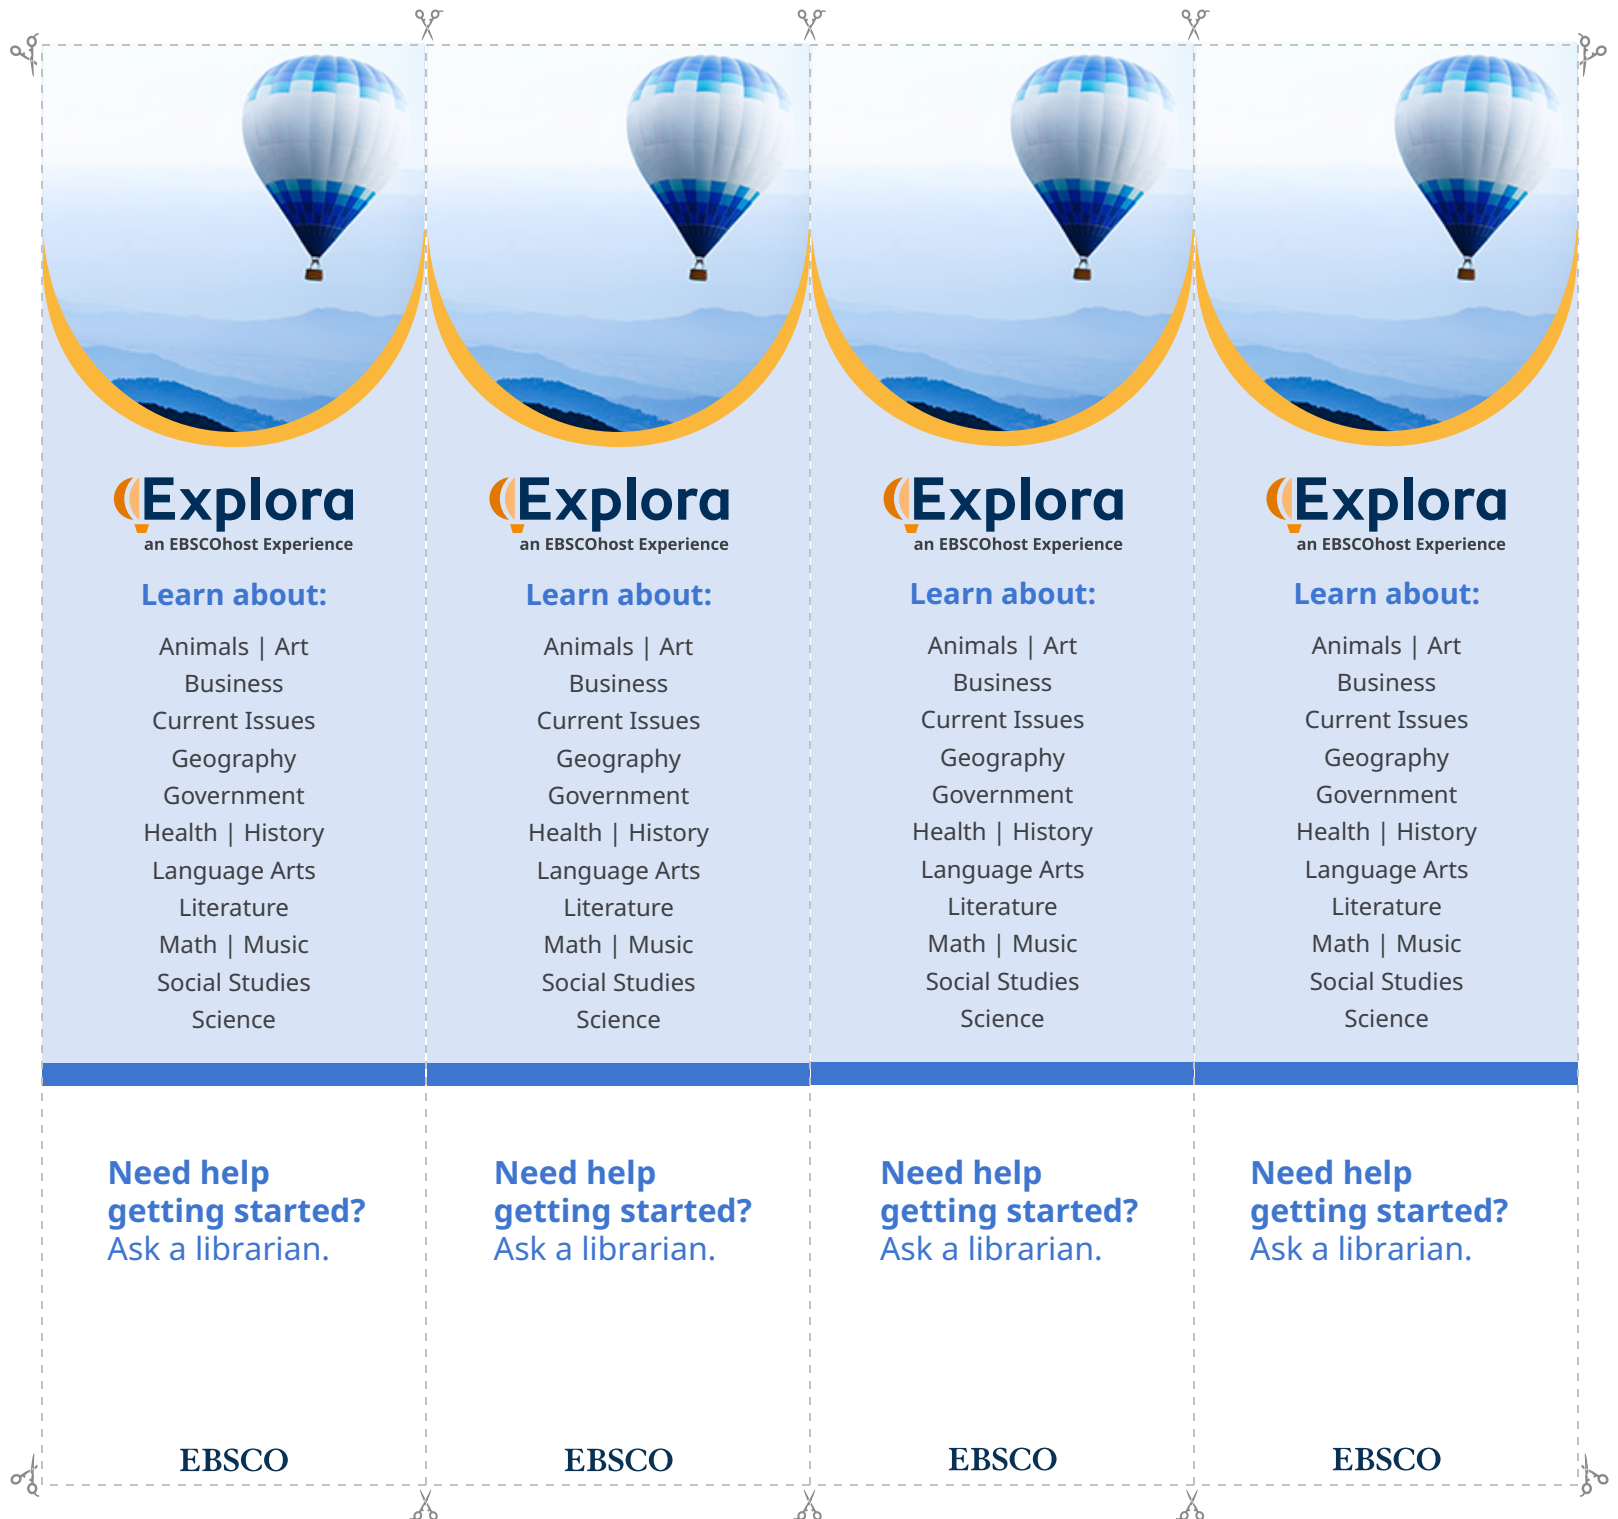 Explora
an EBSCOhost Experience
Learn about:
Animals | Art
Business
Current Issues
Geography
Government
Health | History
Language Arts
Literature
Math | Music
Social Studies
Science
Need help
getting started?
Ask a librarian.
EBSCO
Explora
an EBSCOhost Experience
Learn about:
Animals | Art
Business
Current Issues
Geography
Government
Health | History
Language Arts
Literature
Math | Music
Social Studies
Science
Need help
getting started?
Ask a librarian.
EBSCO
Explora
an EBSCOhost Experience
Learn about:
Animals | Art
Business
Current Issues
Geography
Government
Health | History
Language Arts
Literature
Math | Music
Social Studies
Science
Need help
getting started?
Ask a librarian.
EBSCO
Explora
an EBSCOhost Experience
Learn about:
Animals | Art
Business
Current Issues
Geography
Government
Health | History
Language Arts
Literature
Math | Music
Social Studies
Science
Need help
getting started?
Ask a librarian.
EBSCO